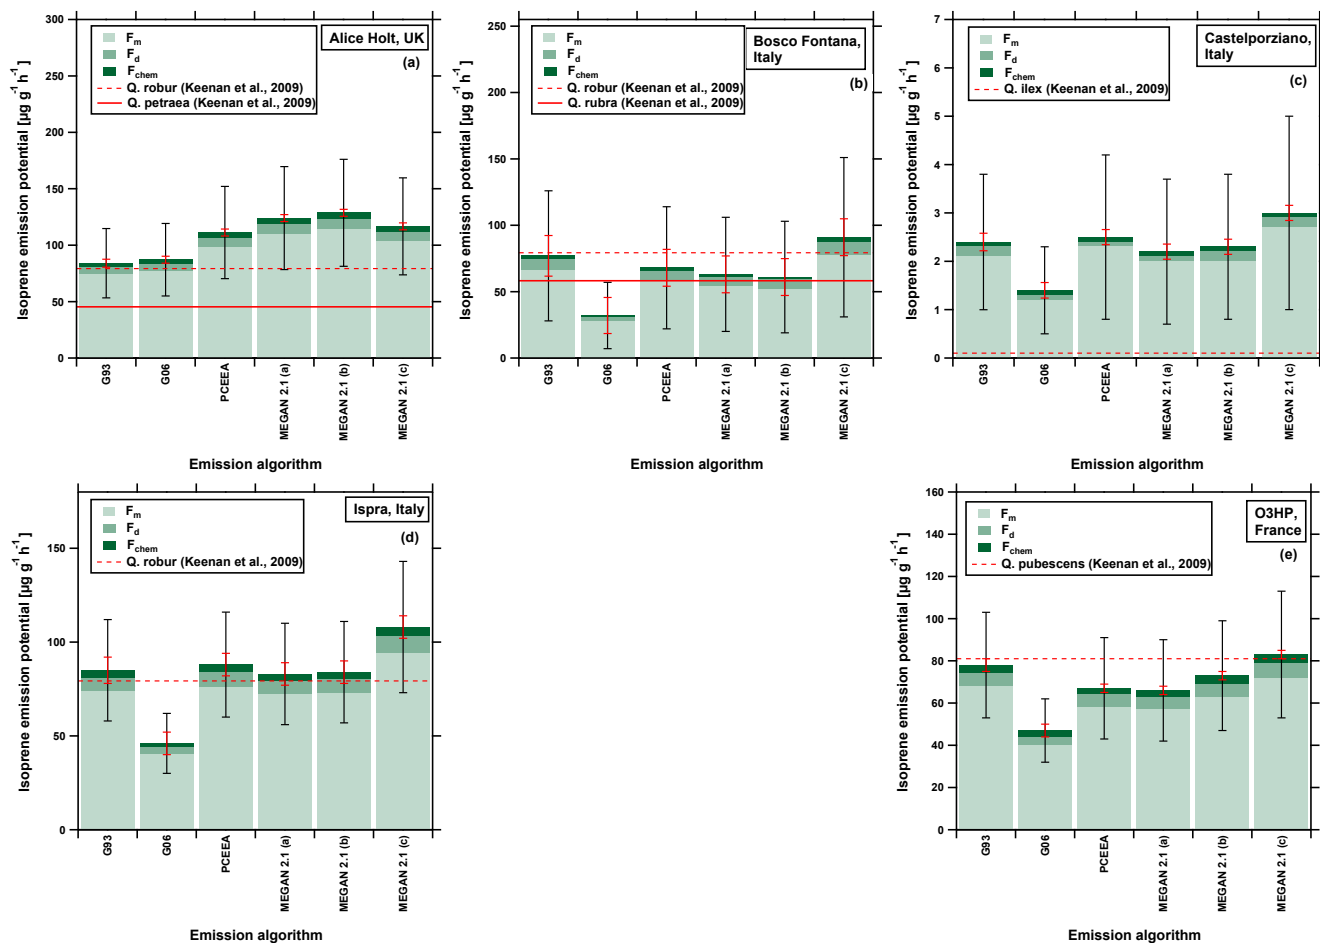 300
250
200
150
100
50
0
Isoprene emission potential [µg g⁻¹ h⁻¹]
Fm
Fd
Fchem
Q. robur (Keenan et al., 2009)
Q. petraea (Keenan et al., 2009)
Alice Holt, UK
(a)
G93
G06
PCEEA
MEGAN 2.1 (a)
MEGAN 2.1 (b)
MEGAN 2.1 (c)
Emission algorithm
250
200
150
100
50
0
Isoprene emission potential [µg g⁻¹ h⁻¹]
Fm
Fd
Fchem
Q. robur (Keenan et al., 2009)
Q. rubra (Keenan et al., 2009)
Bosco Fontana,
Italy
(b)
G93
G06
PCEEA
MEGAN 2.1 (a)
MEGAN 2.1 (b)
MEGAN 2.1 (c)
Emission algorithm
7
6
5
4
3
2
1
0
Isoprene emission potential [µg g⁻¹ h⁻¹]
Fm
Fd
Fchem
Q. ilex (Keenan et al., 2009)
Castelporziano,
Italy
(c)
G93
G06
PCEEA
MEGAN 2.1 (a)
MEGAN 2.1 (b)
MEGAN 2.1 (c)
Emission algorithm
150
100
50
0
Isoprene emission potential [µg g⁻¹ h⁻¹]
Fm
Fd
Fchem
Q. robur (Keenan et al., 2009)
Ispra, Italy
(d)
G93
G06
PCEEA
MEGAN 2.1 (a)
MEGAN 2.1 (b)
MEGAN 2.1 (c)
Emission algorithm
160
140
120
100
80
60
40
20
0
Isoprene emission potential [µg g⁻¹ h⁻¹]
Fm
Fd
Fchem
Q. pubescens (Keenan et al., 2009)
O3HP,
France
(e)
G93
G06
PCEEA
MEGAN 2.1 (a)
MEGAN 2.1 (b)
MEGAN 2.1 (c)
Emission algorithm